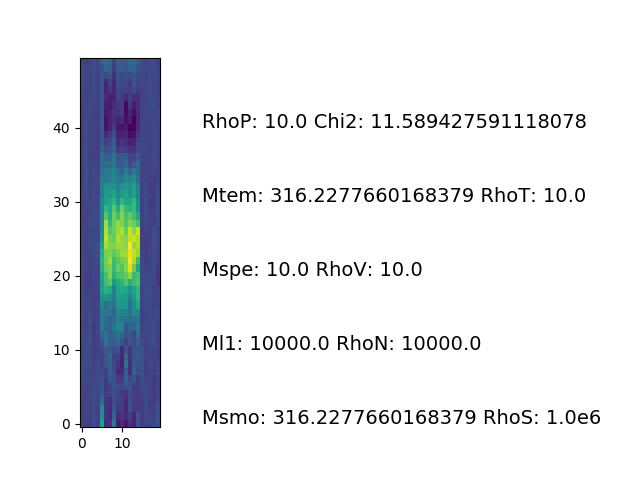 40
30
20
10
0
0 10
RhoP: 10.0 Chi2: 11.589427591118078
Mtem: 316.2277660168379 RhoT: 10.0
Mspe: 10.0 RhoV: 10.0
Ml1: 10000.0 RhoN: 10000.0
Msmo: 316.2277660168379 RhoS: 1.0e6